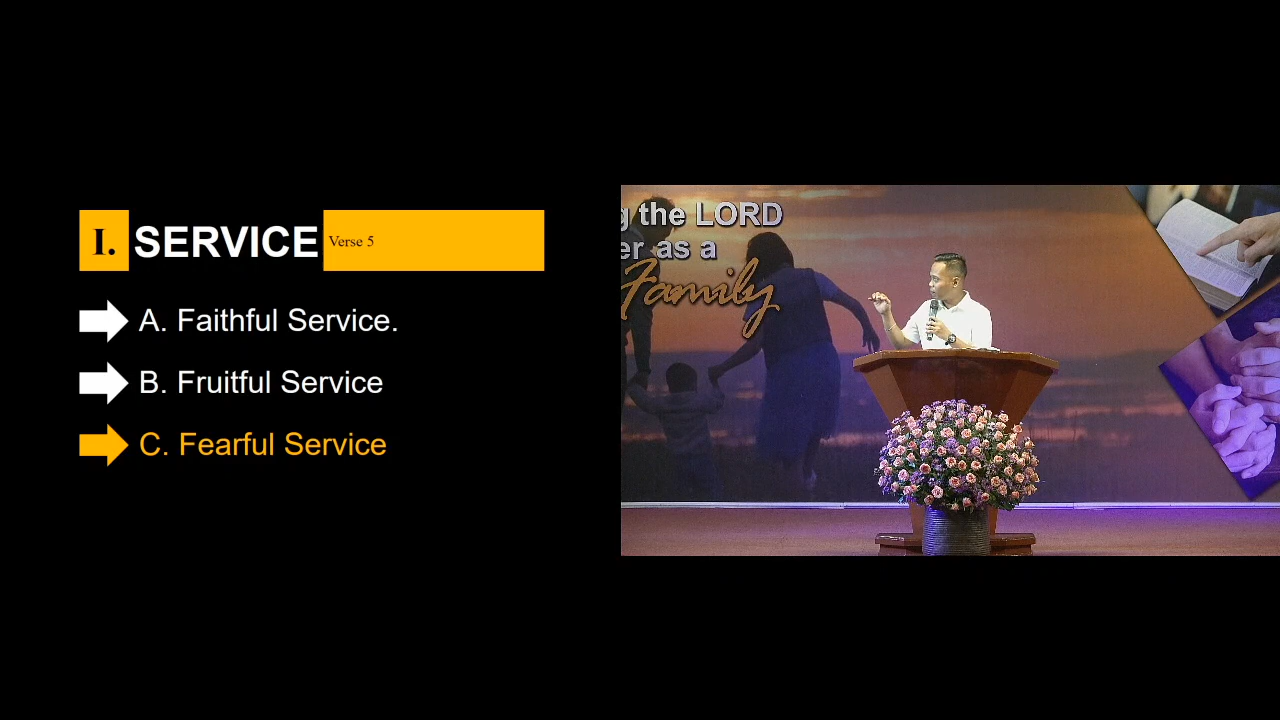 I. SERVICE Verse 5
A. Faithful Service.
B. Fruitful Service
C. Fearful Service
g the LORD
er as a
Family